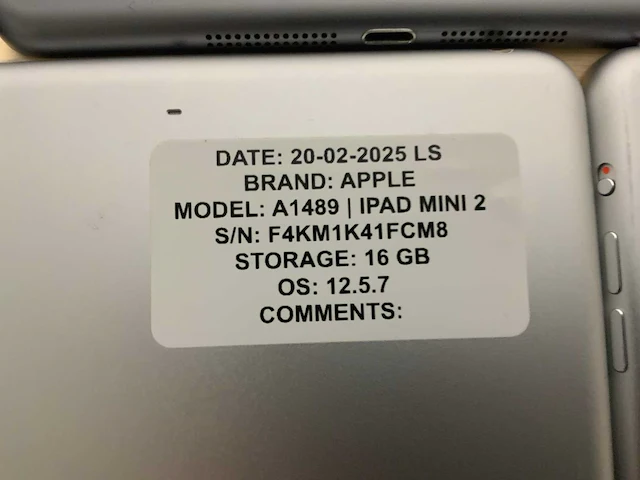 DATE: 20-02-2025 LS
BRAND: APPLE
MODEL: A1489 | IPAD MINI 2
S/N: F4KM1K41FCM8
STORAGE: 16 GB
OS: 12.5.7
COMMENTS: